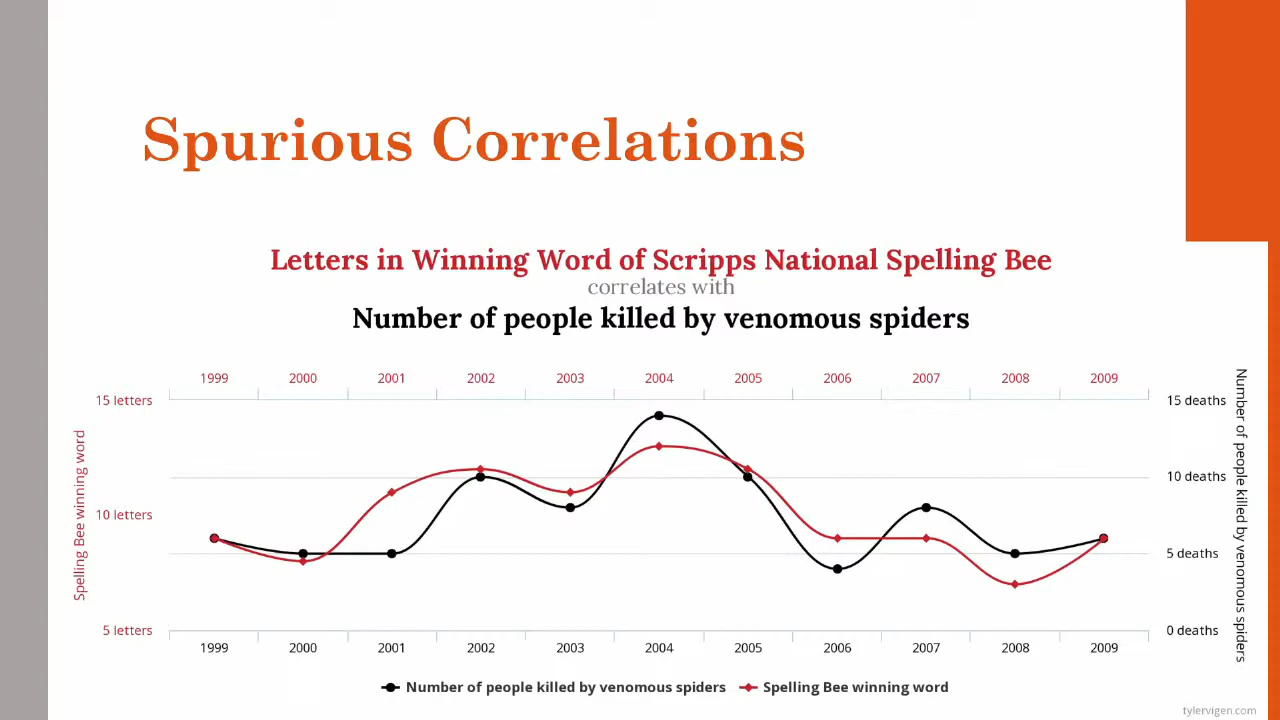 Spurious Correlations
Letters in Winning Word of Scripps National Spelling Bee
correlates with
Number of people killed by venomous spiders
1999 2000 2001 2002 2003 2004 2005 2006 2007 2008 2009
15 letters
10 letters
5 letters
Spelling Bee winning word
15 deaths
10 deaths
5 deaths
0 deaths
Number of people killed by venomous spiders
1999 2000 2001 2002 2003 2004 2005 2006 2007 2008 2009
Number of people killed by venomous spiders Spelling Bee winning word
tylervigen.com